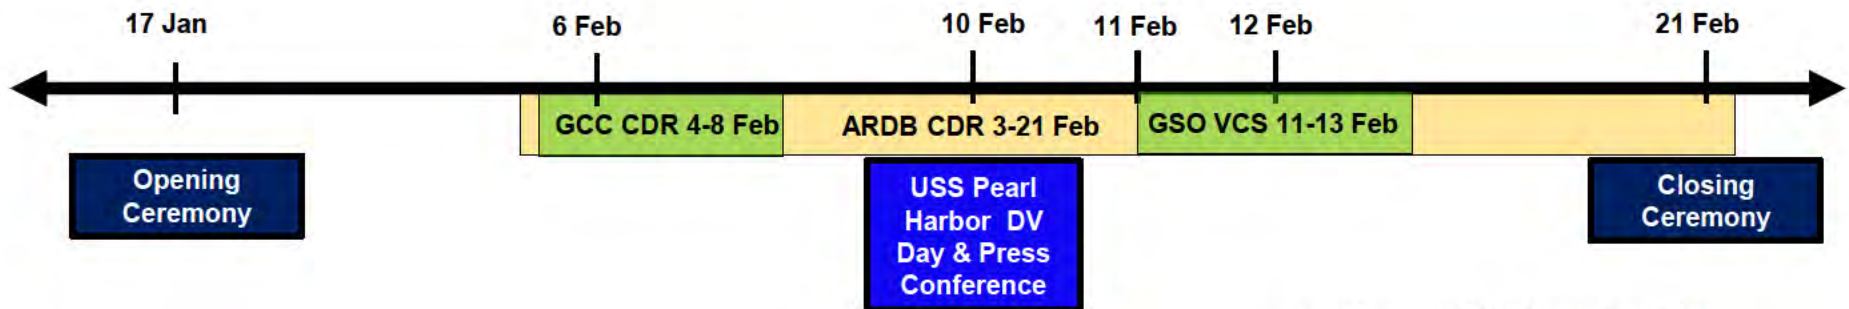 17 Jan
6 Feb
10 Feb
11 Feb
12 Feb
21 Feb
GCC CDR 4-8 Feb
ARDB CDR 3-21 Feb
GSO VCS 11-13 Feb
Opening
Ceremony
USS Pearl
Harbor DV
Day & Press
Conference
Closing
Ceremony